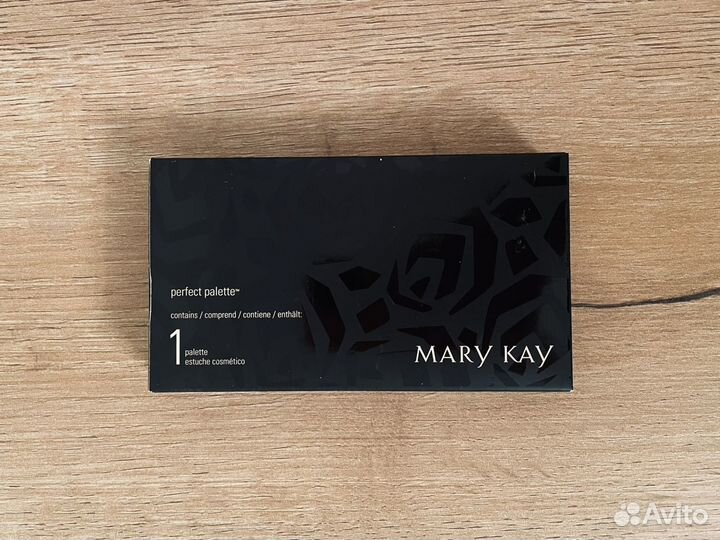 perfect palette™
contains / comprend / contiene / enthält:
1 palette
estuche cosmético
MARY KAY
Avito